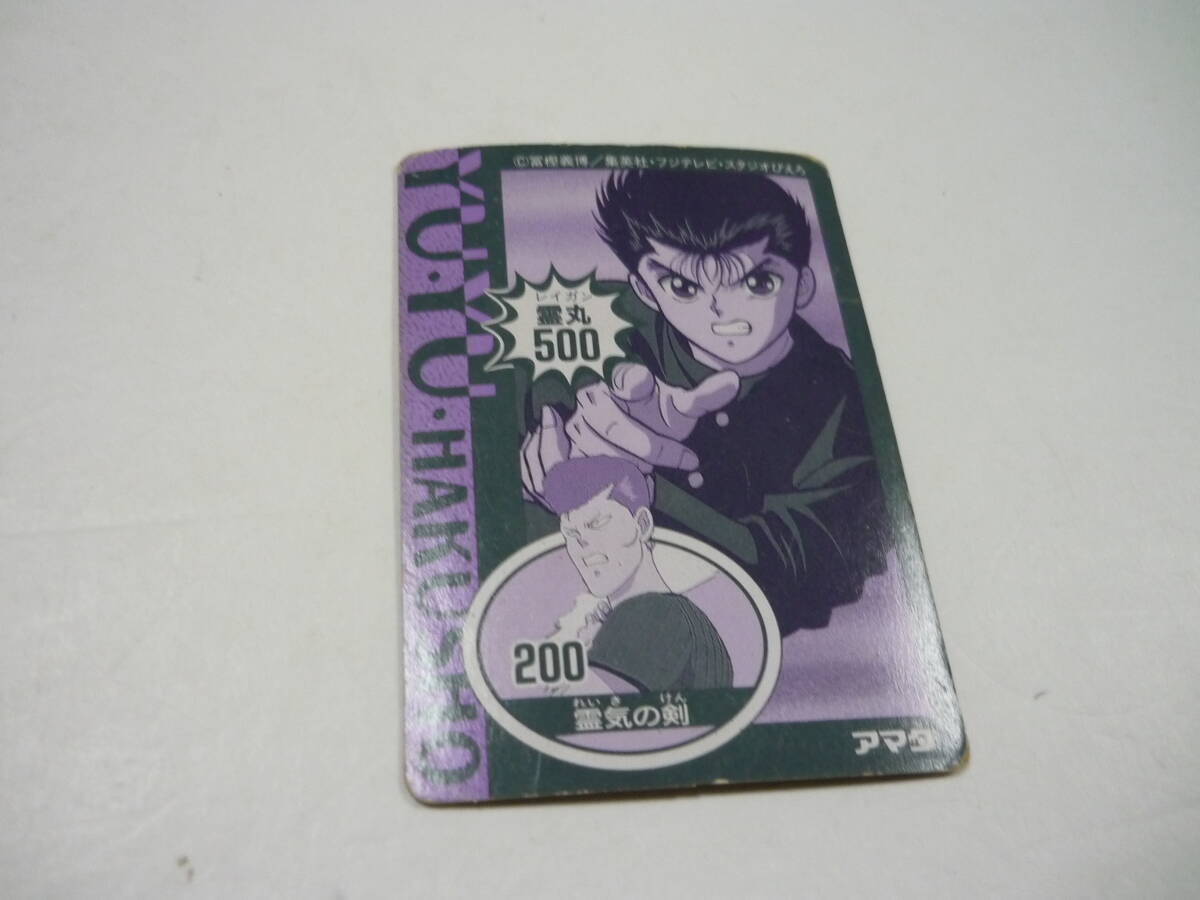 ©冨樫義博／集英社・フジテレビ・スタジオぴえろ
YU・YU・HAKUSHO
YUYU
レイガン
霊丸
500
200
れいき けん
霊気の剣
アマダ